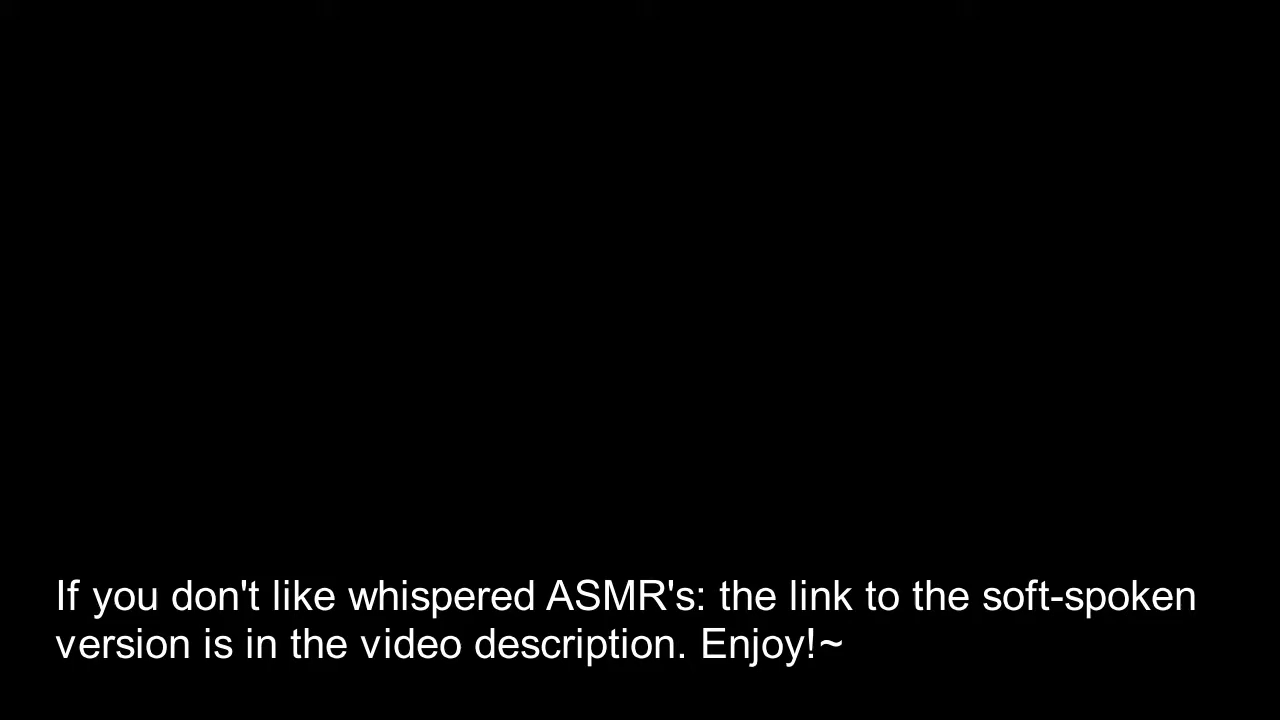 If you don't like whispered ASMR's: the link to the soft-spoken
version is in the video description. Enjoy!~